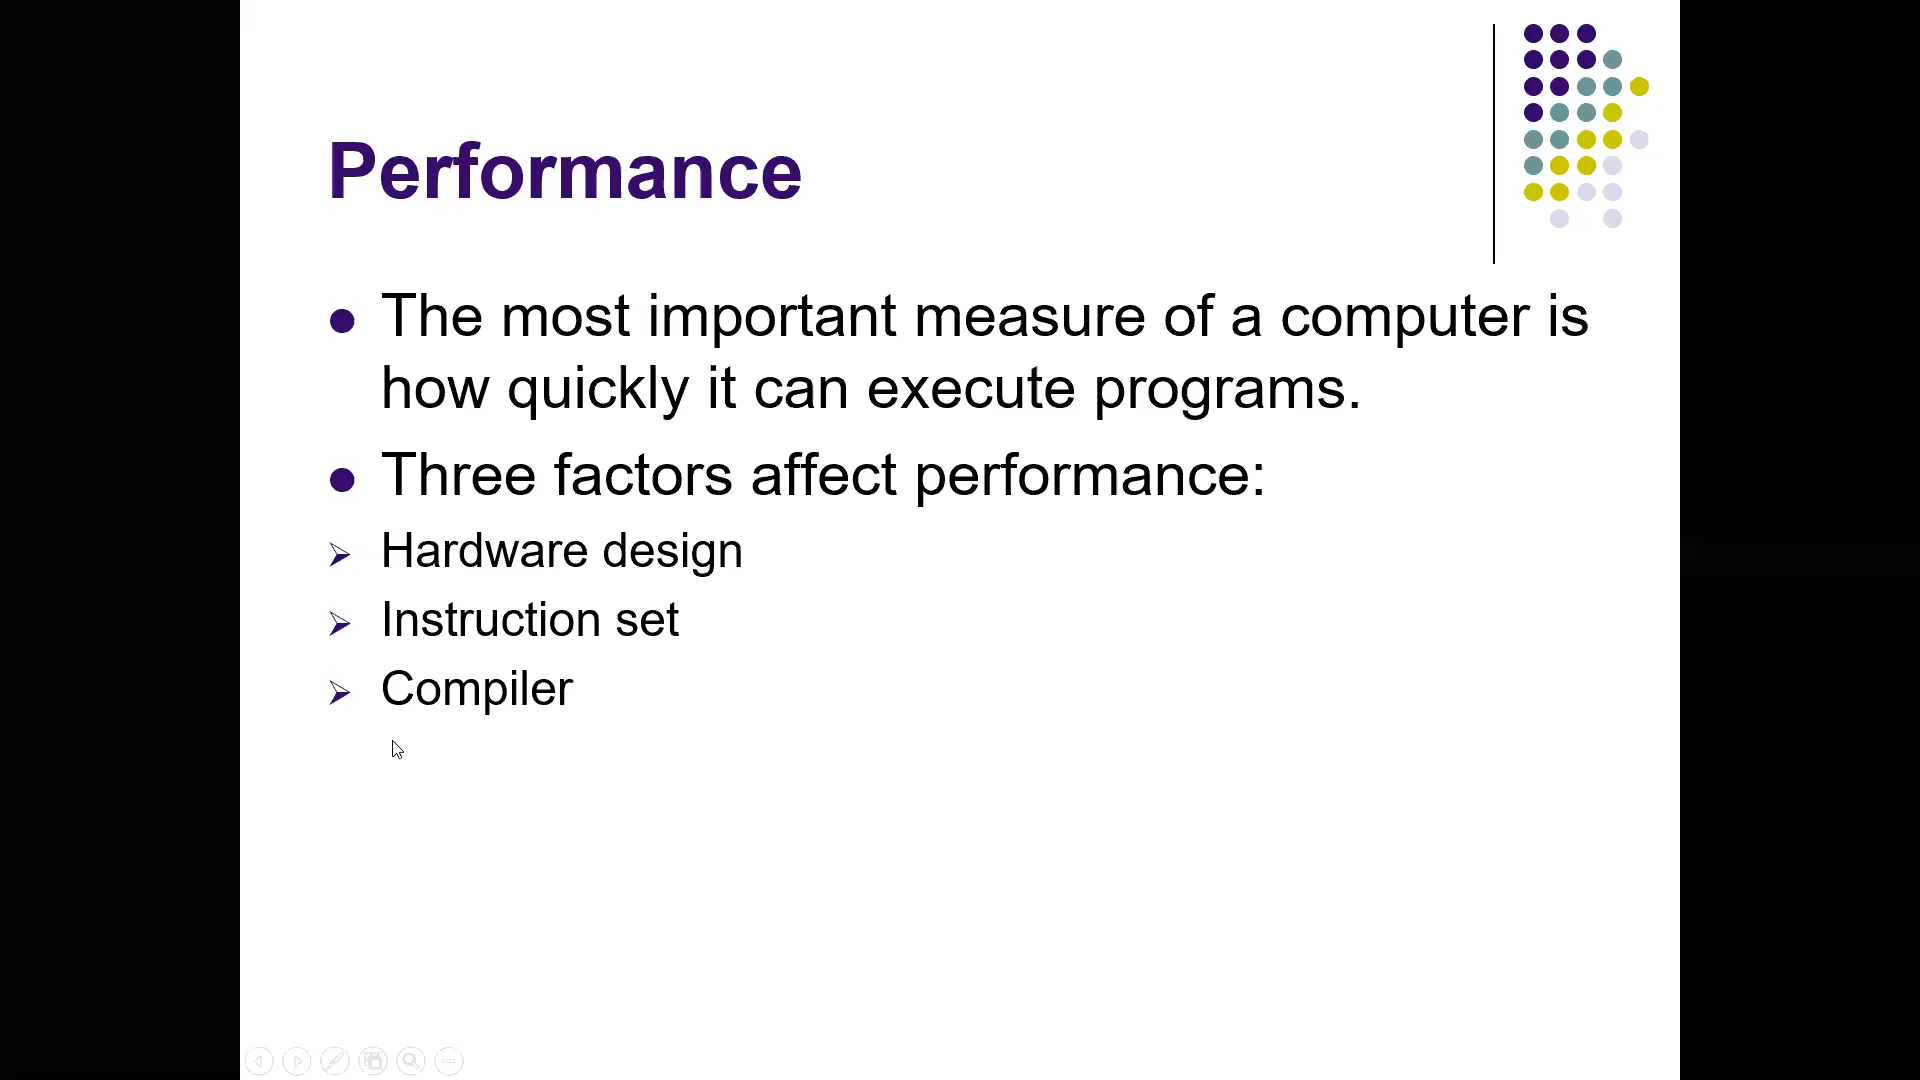 Performance
● The most important measure of a computer is
how quickly it can execute programs.
● Three factors affect performance:
➢ Hardware design
➢ Instruction set
➢ Compiler